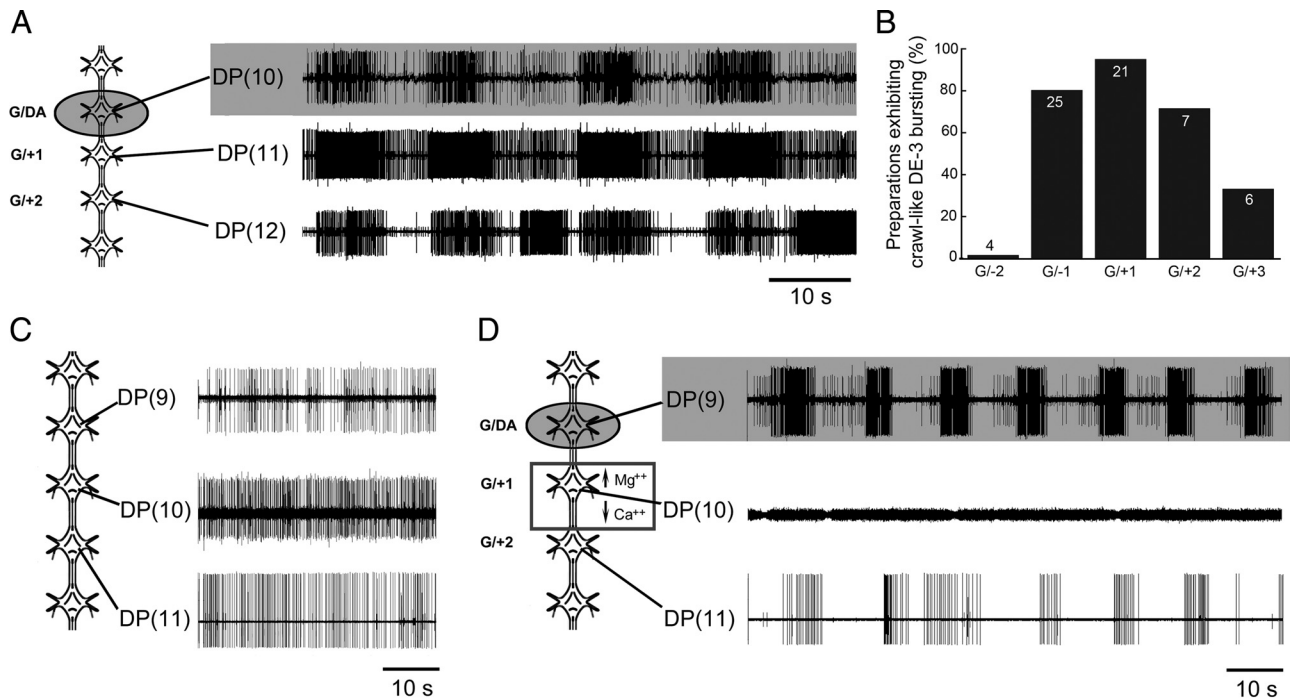 A
G/DA
G/+1
G/+2
DP(10)
DP(11)
DP(12)
10 s
B
Preparations exhibiting
crawl-like DE-3 bursting (%)
100
80
60
40
20
0
4
25
21
7
6
G/-2
G/-1
G/+1
G/+2
G/+3
C
DP(9)
DP(10)
DP(11)
10 s
D
G/DA
G/+1
G/+2
Mg++
Ca++
DP(9)
DP(10)
DP(11)
10 s